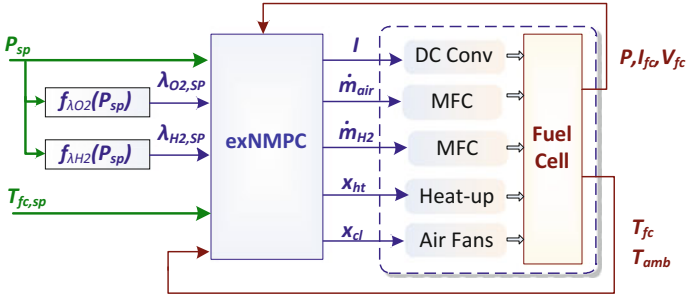 P_sp
f_λO2(P_sp)
λ_O2,SP
f_λH2(P_sp)
λ_H2,SP
T_fc,sp
exNMPC
I
ṁ_air
ṁ_H2
x_ht
x_cl
DC Conv
MFC
MFC
Heat-up
Air Fans
Fuel
Cell
P,I_fc,V_fc
T_fc
T_amb